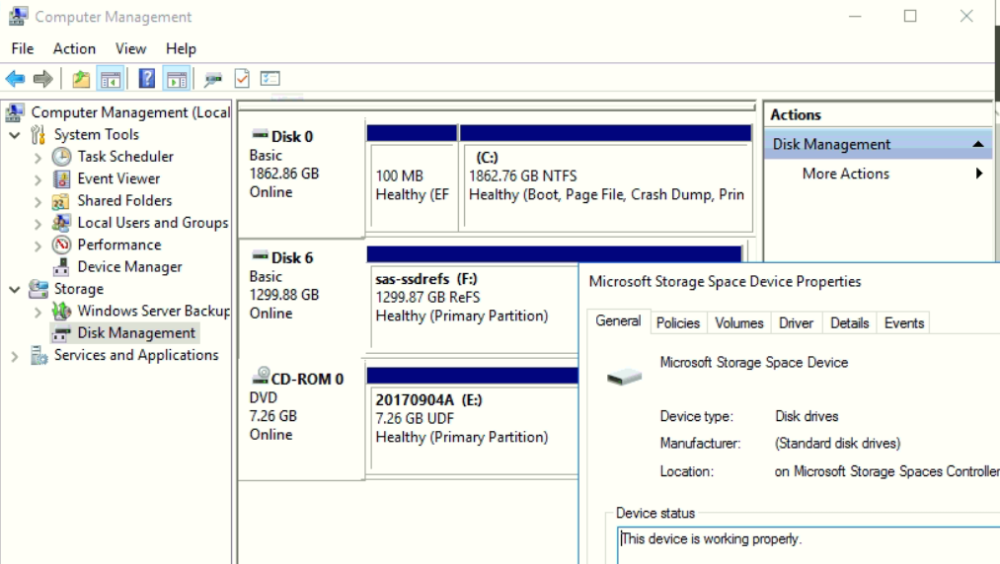 Computer Management
File Action View Help
Computer Management (Local
System Tools
Task Scheduler
Event Viewer
Shared Folders
Local Users and Groups
Performance
Device Manager
Storage
Windows Server Backup
Disk Management
Services and Applications
Disk 0
Basic
1862.86 GB
Online
100 MB
Healthy (EF
(C:)
1862.76 GB NTFS
Healthy (Boot, Page File, Crash Dump, Prin
Disk 6
Basic
1299.88 GB
Online
sas-ssdrefs (F:)
1299.87 GB ReFS
Healthy (Primary Partition)
CD-ROM 0
DVD
7.26 GB
Online
20170904A (E:)
7.26 GB UDF
Healthy (Primary Partition)
Actions
Disk Management
More Actions
Microsoft Storage Space Device Properties
General Policies Volumes Driver Details Events
Microsoft Storage Space Device
Device type: Disk drives
Manufacturer: (Standard disk drives)
Location: on Microsoft Storage Spaces Controller
Device status
This device is working properly.